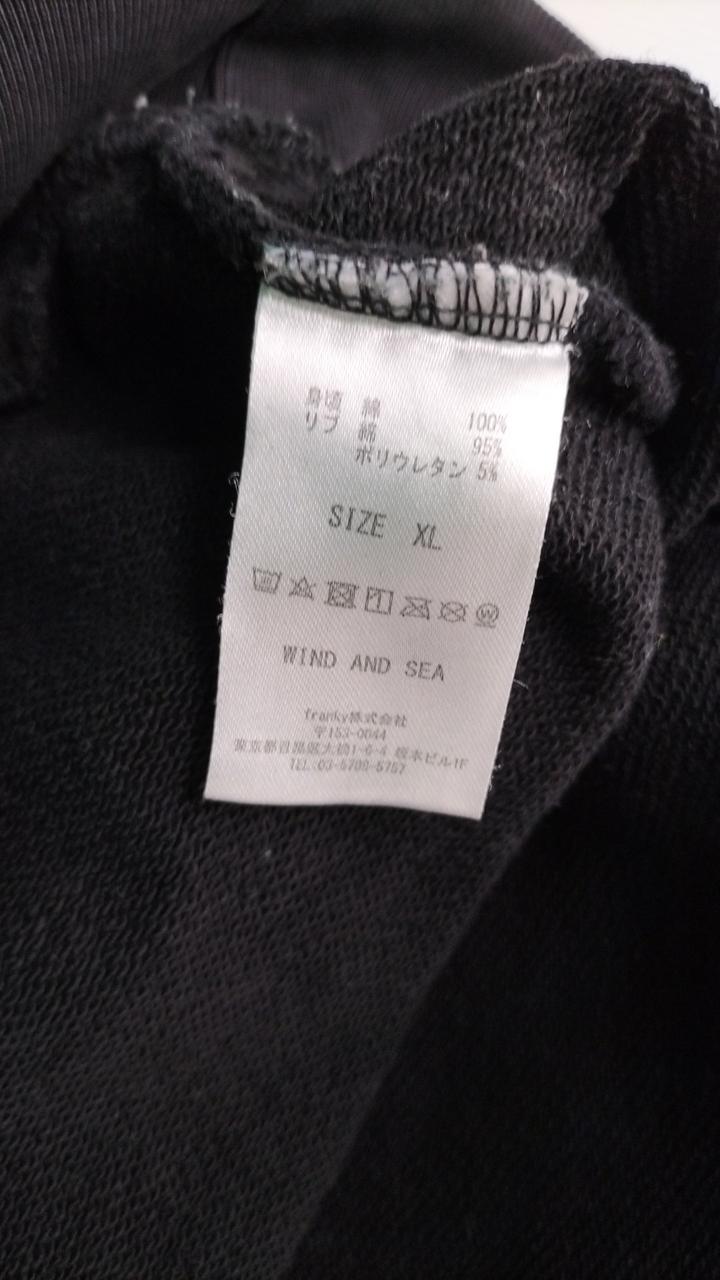 身頃 綿 100%
リブ 綿 95%
ポリウレタン 5%
SIZE XL
WIND AND SEA
franky株式会社
〒153-0044
東京都目黒区大橋1-6-4 坂本ビル1F
TEL:03-5708-5757